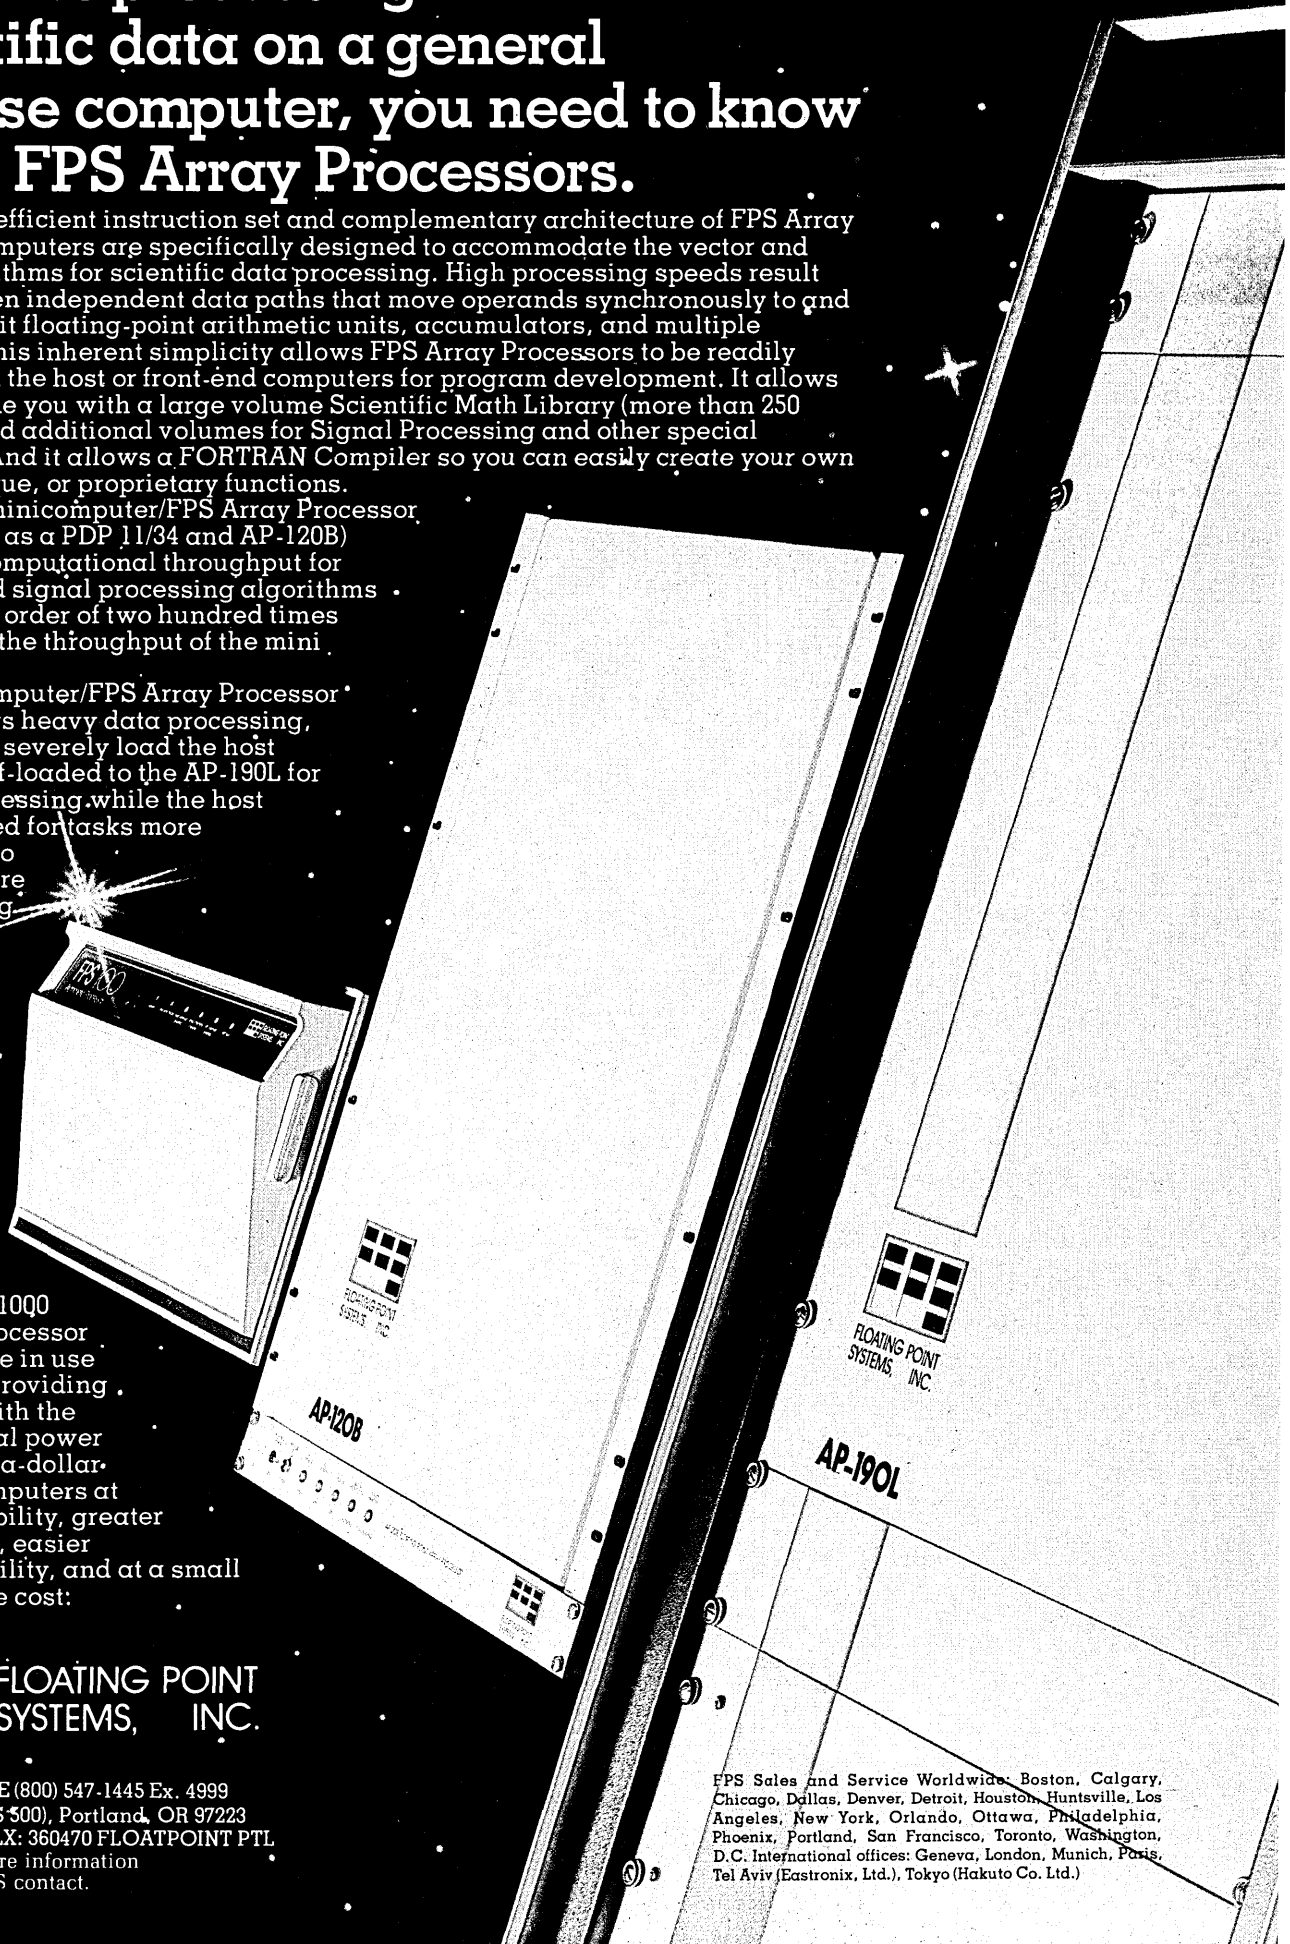 ific data on a general
se computer, you need to know
FPS Array Processors.
efficient instruction set and complementary architecture of FPS Array
mputers are specifically designed to accommodate the vector and
ithms for scientific data processing. High processing speeds result
en independent data paths that move operands synchronously to and
it floating-point arithmetic units, accumulators, and multiple
his inherent simplicity allows FPS Array Processors to be readily
the host or front-end computers for program development. It allows
e you with a large volume Scientific Math Library (more than 250
d additional volumes for Signal Processing and other special
And it allows a FORTRAN Compiler so you can easily create your own
ue, or proprietary functions.
inicomputer/FPS Array Processor
as a PDP 11/34 and AP-120B)
omputational throughput for
d signal processing algorithms
order of two hundred times
the throughput of the mini
mputer/FPS Array Processor
rs heavy data processing,
severely load the host
f-loaded to the AP-190L for
essing while the host
ed for tasks more
o
re
g
FPS 100
1000
ocessor
e in use
roviding
ith the
al power
a-dollar
nputers at
bility, greater
, easier
ility, and at a small
e cost:
FLOATING POINT
SYSTEMS, INC.
AP-120B
FLOATING POINT
SYSTEMS, INC.
AP-190L
FLOATING POINT
SYSTEMS, INC.
E (800) 547-1445 Ex. 4999
S 500), Portland, OR 97223
LX: 360470 FLOATPOINT PTL
re information
S contact.
FPS Sales and Service Worldwide: Boston, Calgary,
Chicago, Dallas, Denver, Detroit, Houston, Huntsville, Los
Angeles, New York, Orlando, Ottawa, Philadelphia,
Phoenix, Portland, San Francisco, Toronto, Washington,
D.C. International offices: Geneva, London, Munich, Paris,
Tel Aviv (Eastronix, Ltd.), Tokyo (Hakuto Co. Ltd.)